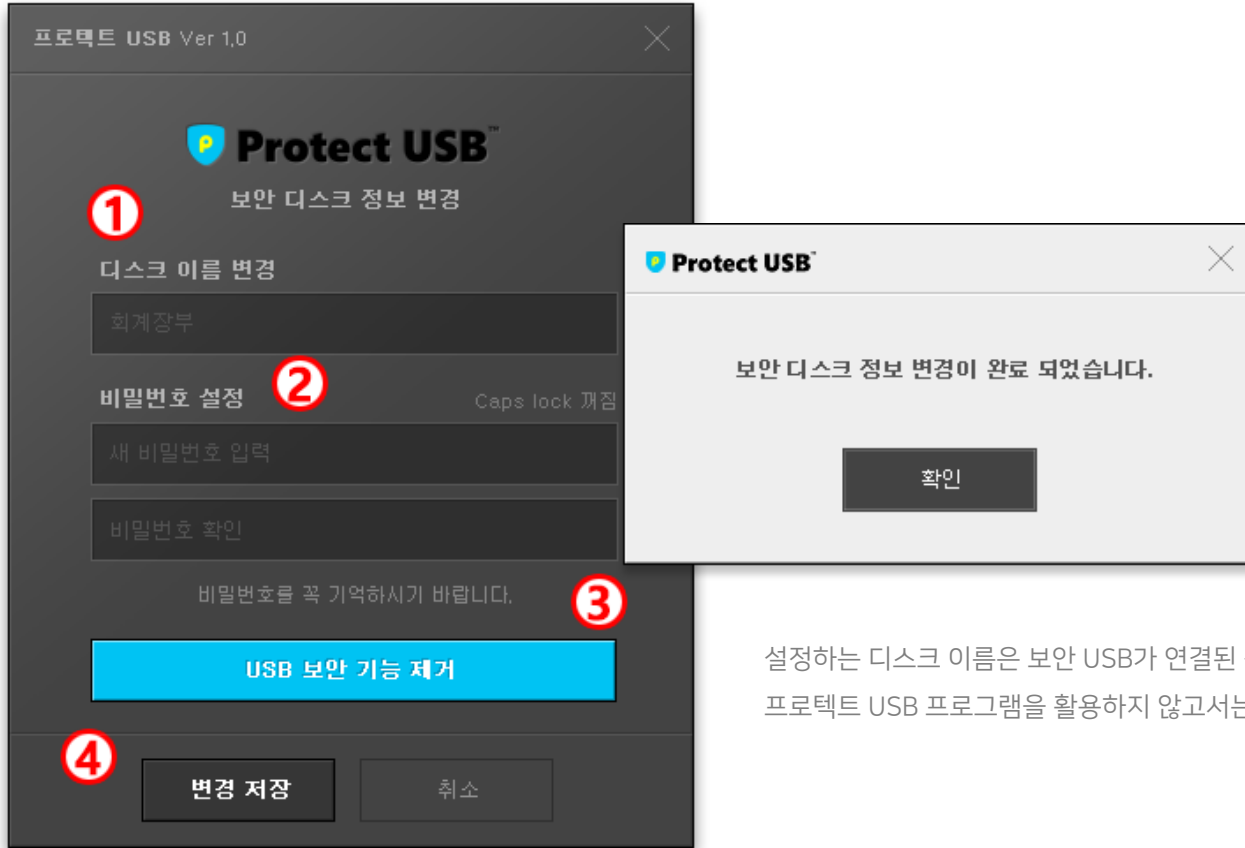 프로텍트 USB Ver 1.0
Protect USB™
보안 디스크 정보 변경
①
디스크 이름 변경
회계장부
②
비밀번호 설정
Caps lock 꺼짐
새 비밀번호 입력
비밀번호 확인
비밀번호를 꼭 기억하시기 바랍니다.
③
USB 보안 기능 제거
④
변경 저장
취소
Protect USB™
보안 디스크 정보 변경이 완료 되었습니다.
확인
설정하는 디스크 이름은 보안 USB가 연결된
프로텍트 USB 프로그램을 활용하지 않고서는